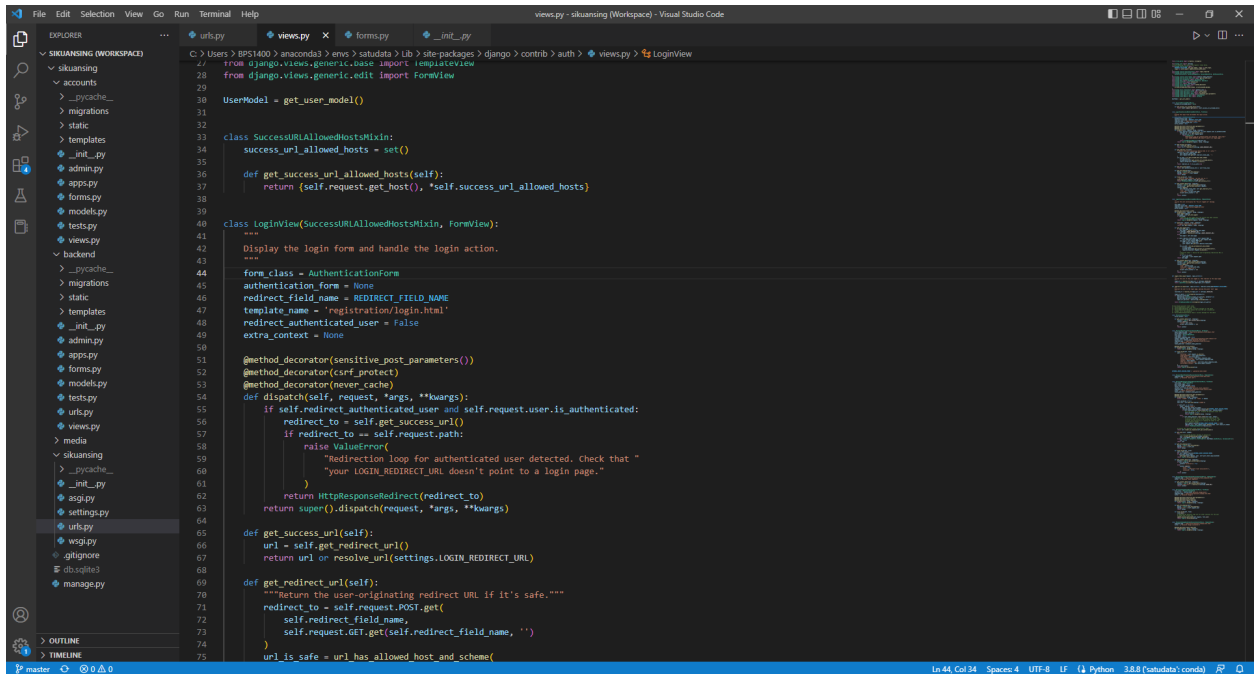 File Edit Selection View Go Run Terminal Help
views.py - sikuansing (Workspace) - Visual Studio Code
EXPLORER
SIKUANSING (WORKSPACE)
sikuansing
accounts
__pycache__
migrations
static
templates
__init__.py
admin.py
apps.py
forms.py
models.py
tests.py
views.py
backend
__pycache__
migrations
static
templates
__init__.py
admin.py
apps.py
forms.py
models.py
tests.py
urls.py
views.py
media
sikuansing
__pycache__
__init__.py
asgi.py
settings.py
urls.py
wsgi.py
.gitignore
db.sqlite3
manage.py
OUTLINE
TIMELINE
urls.py views.py forms.py __init__.py
C: > Users > BPS1400 > anaconda3 > envs > satudata > Lib > site-packages > django > contrib > auth > views.py > LoginView
27 from django.views.generic.base import TemplateView
28 from django.views.generic.edit import FormView
29
30 UserModel = get_user_model()
31
32
33 class SuccessURLAllowedHostsMixin:
34     success_url_allowed_hosts = set()
35
36     def get_success_url_allowed_hosts(self):
37         return {self.request.get_host(), *self.success_url_allowed_hosts}
38
39
40 class LoginView(SuccessURLAllowedHostsMixin, FormView):
41     """
42     Display the login form and handle the login action.
43     """
44     form_class = AuthenticationForm
45     authentication_form = None
46     redirect_field_name = REDIRECT_FIELD_NAME
47     template_name = 'registration/login.html'
48     redirect_authenticated_user = False
49     extra_context = None
50
51     @method_decorator(sensitive_post_parameters())
52     @method_decorator(csrf_protect)
53     @method_decorator(never_cache)
54     def dispatch(self, request, *args, **kwargs):
55         if self.redirect_authenticated_user and self.request.user.is_authenticated:
56             redirect_to = self.get_success_url()
57             if redirect_to == self.request.path:
58                 raise ValueError(
59                     "Redirection loop for authenticated user detected. Check that "
60                     "your LOGIN_REDIRECT_URL doesn't point to a login page."
61                 )
62             return HttpResponseRedirect(redirect_to)
63         return super().dispatch(request, *args, **kwargs)
64
65     def get_success_url(self):
66         url = self.get_redirect_url()
67         return url or resolve_url(settings.LOGIN_REDIRECT_URL)
68
69     def get_redirect_url(self):
70         """Return the user-originating redirect URL if it's safe."""
71         redirect_to = self.request.POST.get(
72             self.redirect_field_name,
73             self.request.GET.get(self.redirect_field_name, '')
74         )
75         url_is_safe = url_has_allowed_host_and_scheme(
4
1
master 0 0 Ln 44, Col 34 Spaces: 4 UTF-8 LF Python 3.8.8 ('satudata': conda)